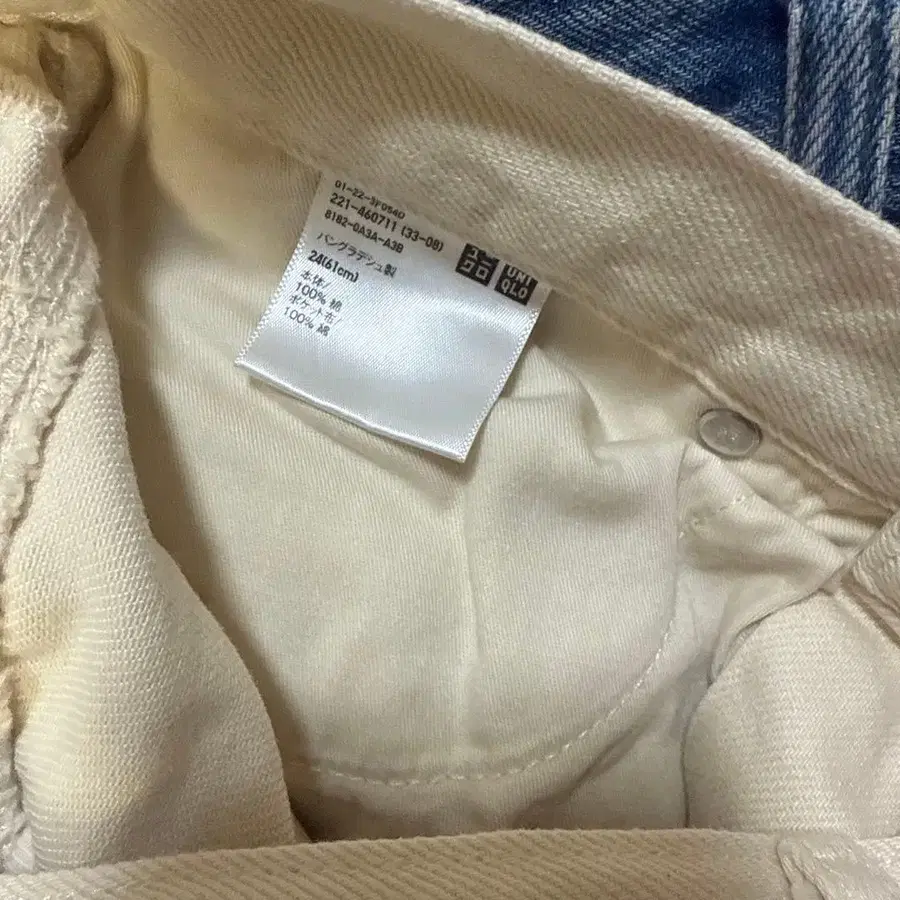 01-22-3F0540
221-460711 (33-08)
8182-0A3A-A3B
バングラデシュ製
24(61cm)
本体/
100% 綿
ポケット布/
100% 綿
ユニ
クロ
UNI
QLO